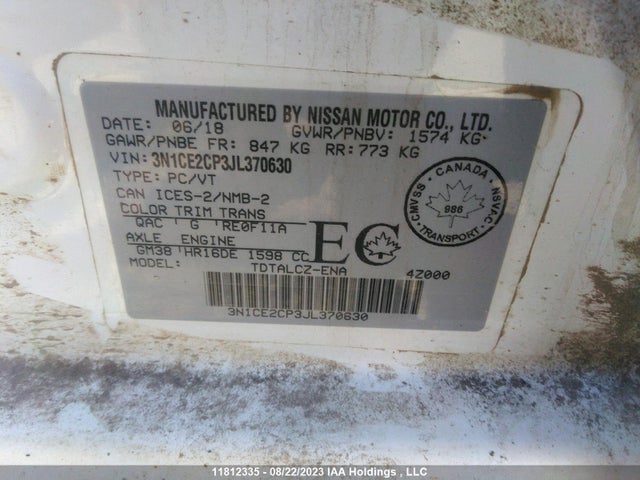 MANUFACTURED BY NISSAN MOTOR CO., LTD.
DATE: 06/18 GVWR/PNBV: 1574 KG
GAWR/PNBE FR: 847 KG RR: 773 KG
VIN: 3N1CE2CP3JL370630
TYPE: PC/VT
CAN ICES-2/NMB-2
COLOR TRIM TRANS
QAC G RE0F11A
AXLE ENGINE
GM38 HR16DE 1598 CC
MODEL: TDTALCZ-ENA 4Z000
EC
CMVSS · CANADA · NSVAC
986
TRANSPORT
3N1CE2CP3JL370630
11812335 - 08/22/2023 IAA Holdings , LLC